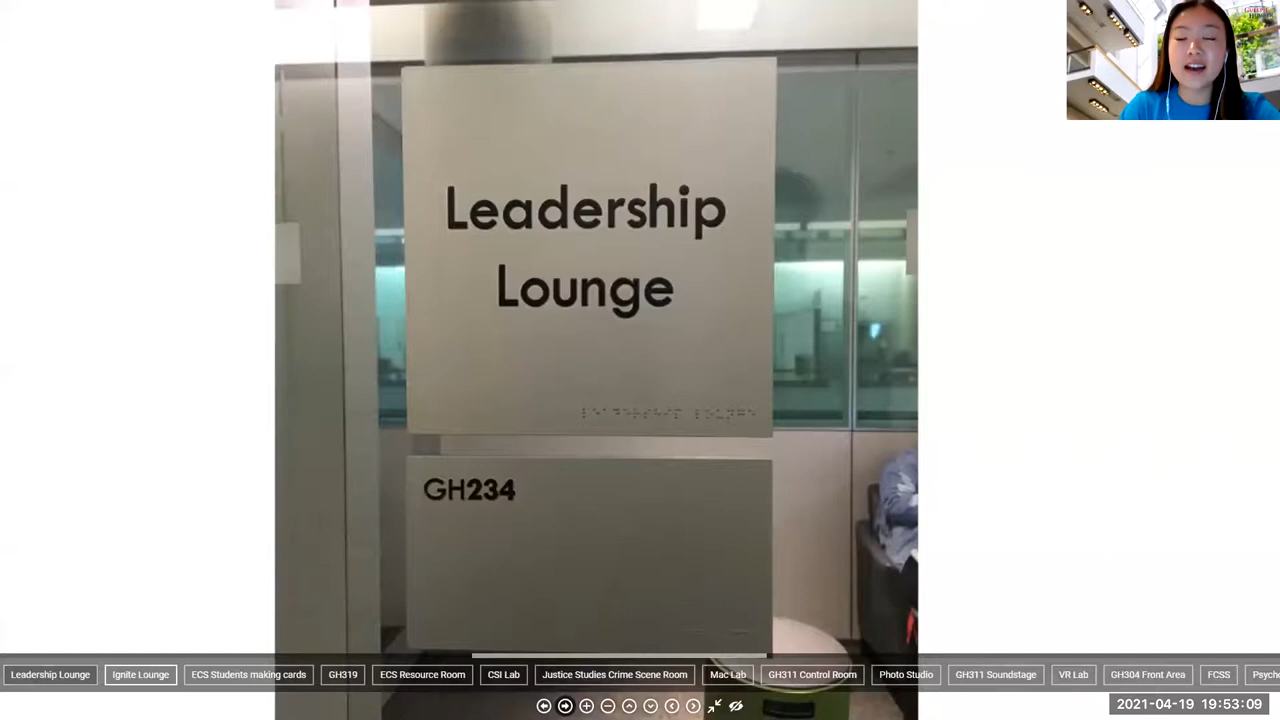 Leadership
Lounge
GH234
Leadership Lounge
Ignite Lounge
ECS Students making cards
GH319
ECS Resource Room
CSI Lab
Justice Studies Crime Scene Room
Mac Lab
GH311 Control Room
Photo Studio
GH311 Soundstage
VR Lab
GH304 Front Area
FCSS
2021-04-19 19:53:09